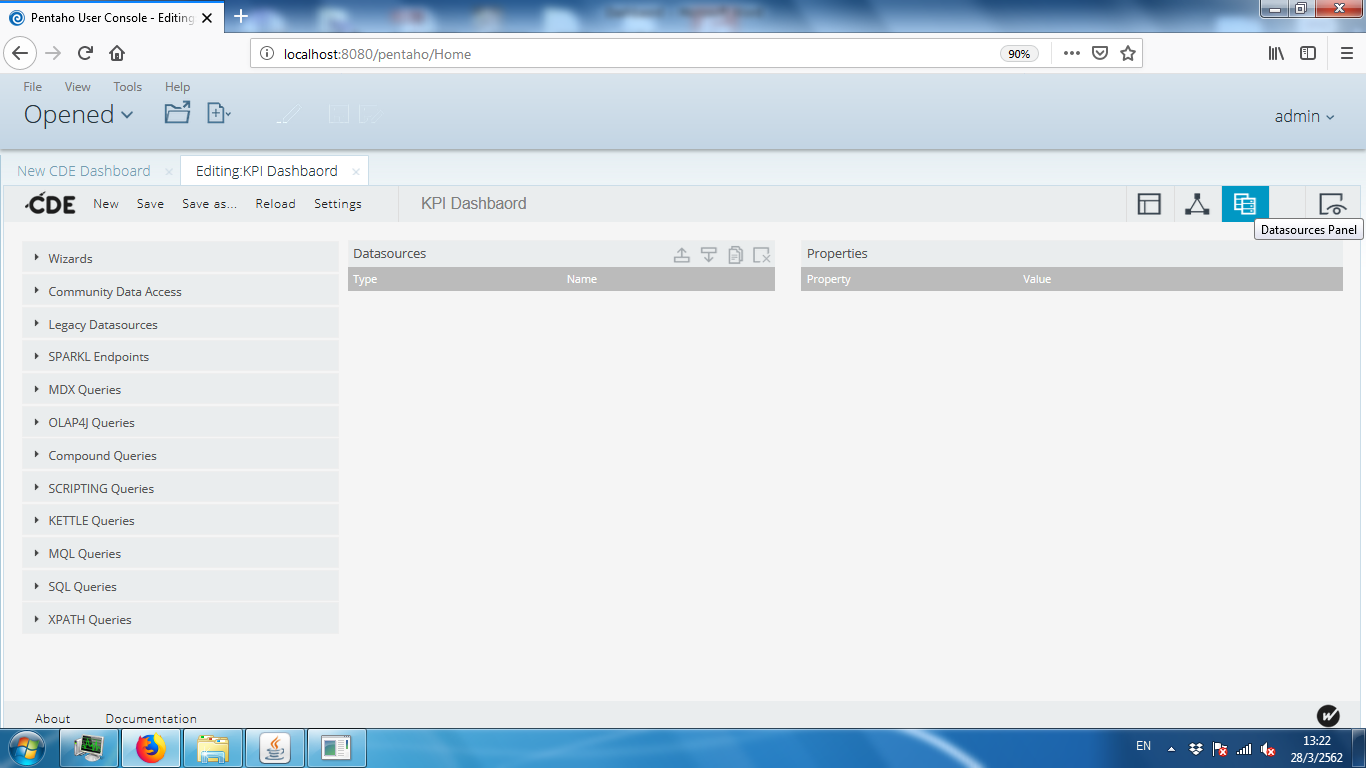 Pentaho User Console - Editing
localhost:8080/pentaho/Home
90%
File View Tools Help
Opened
admin
New CDE Dashboard
Editing:KPI Dashbaord
CDE New Save Save as... Reload Settings KPI Dashbaord
Datasources Panel
Wizards
Community Data Access
Legacy Datasources
SPARKL Endpoints
MDX Queries
OLAP4J Queries
Compound Queries
SCRIPTING Queries
KETTLE Queries
MQL Queries
SQL Queries
XPATH Queries
Datasources
Type Name
Properties
Property Value
About Documentation
EN
13:22
28/3/2562